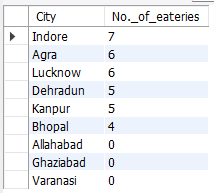 City No._of_eateries
Indore 7
Agra 6
Lucknow 6
Dehradun 5
Kanpur 5
Bhopal 4
Allahabad 0
Ghaziabad 0
Varanasi 0